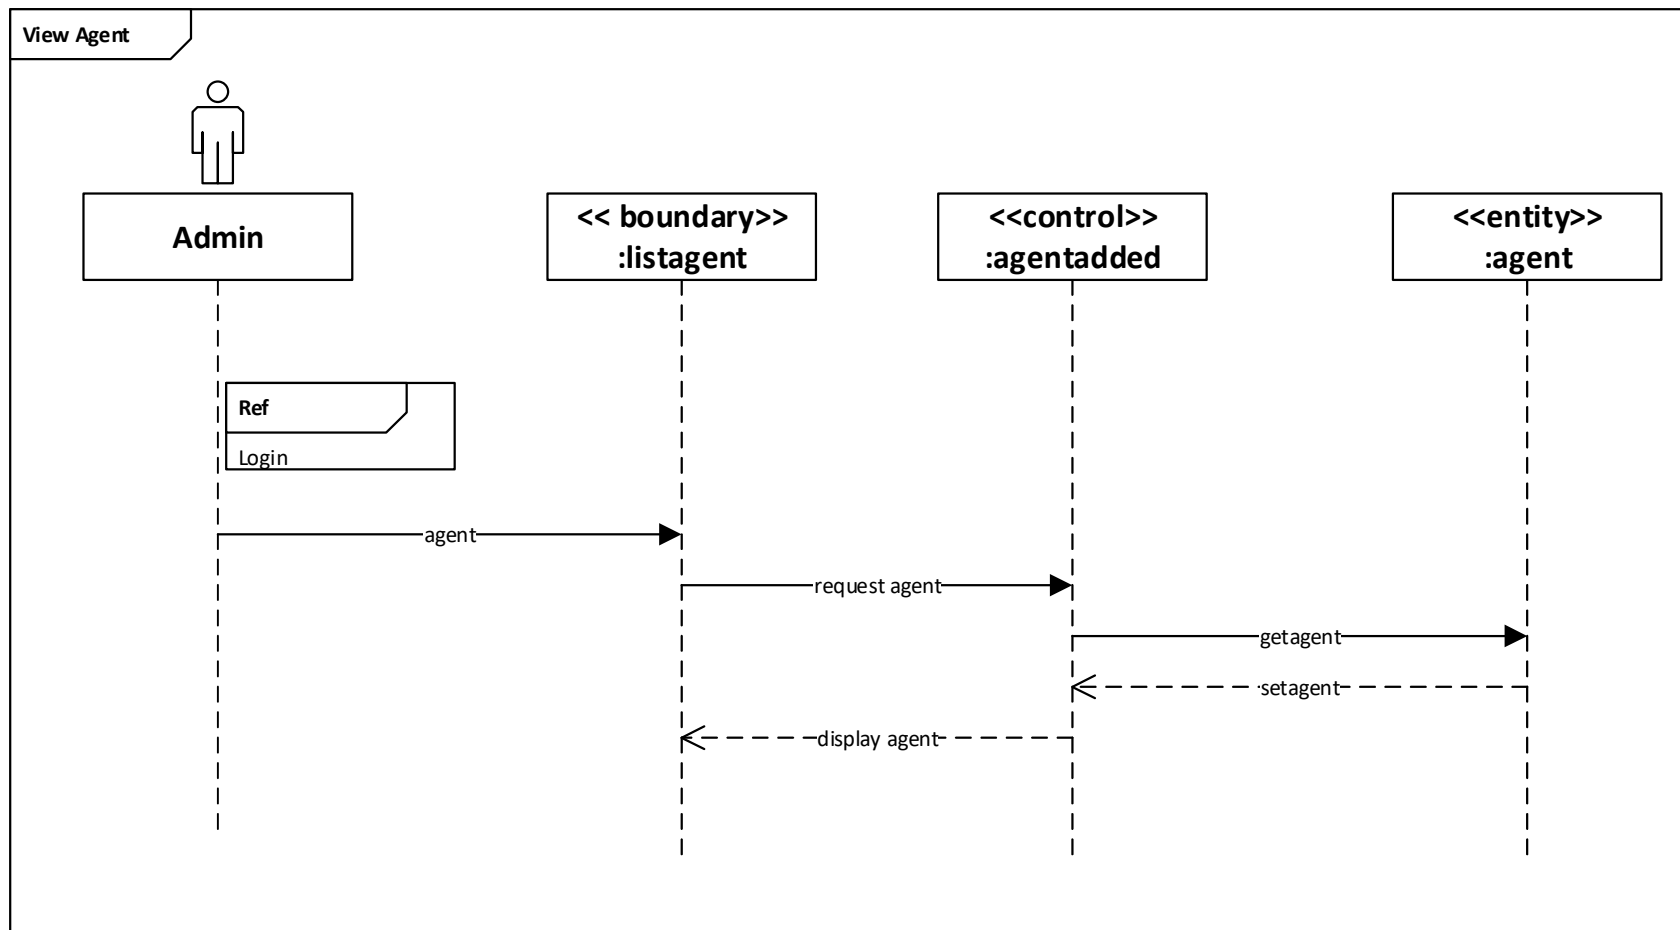 View Agent
Admin
<< boundary>>
:listagent
<<control>>
:agentadded
<<entity>>
:agent
Ref
Login
agent
request agent
getagent
setagent
display agent